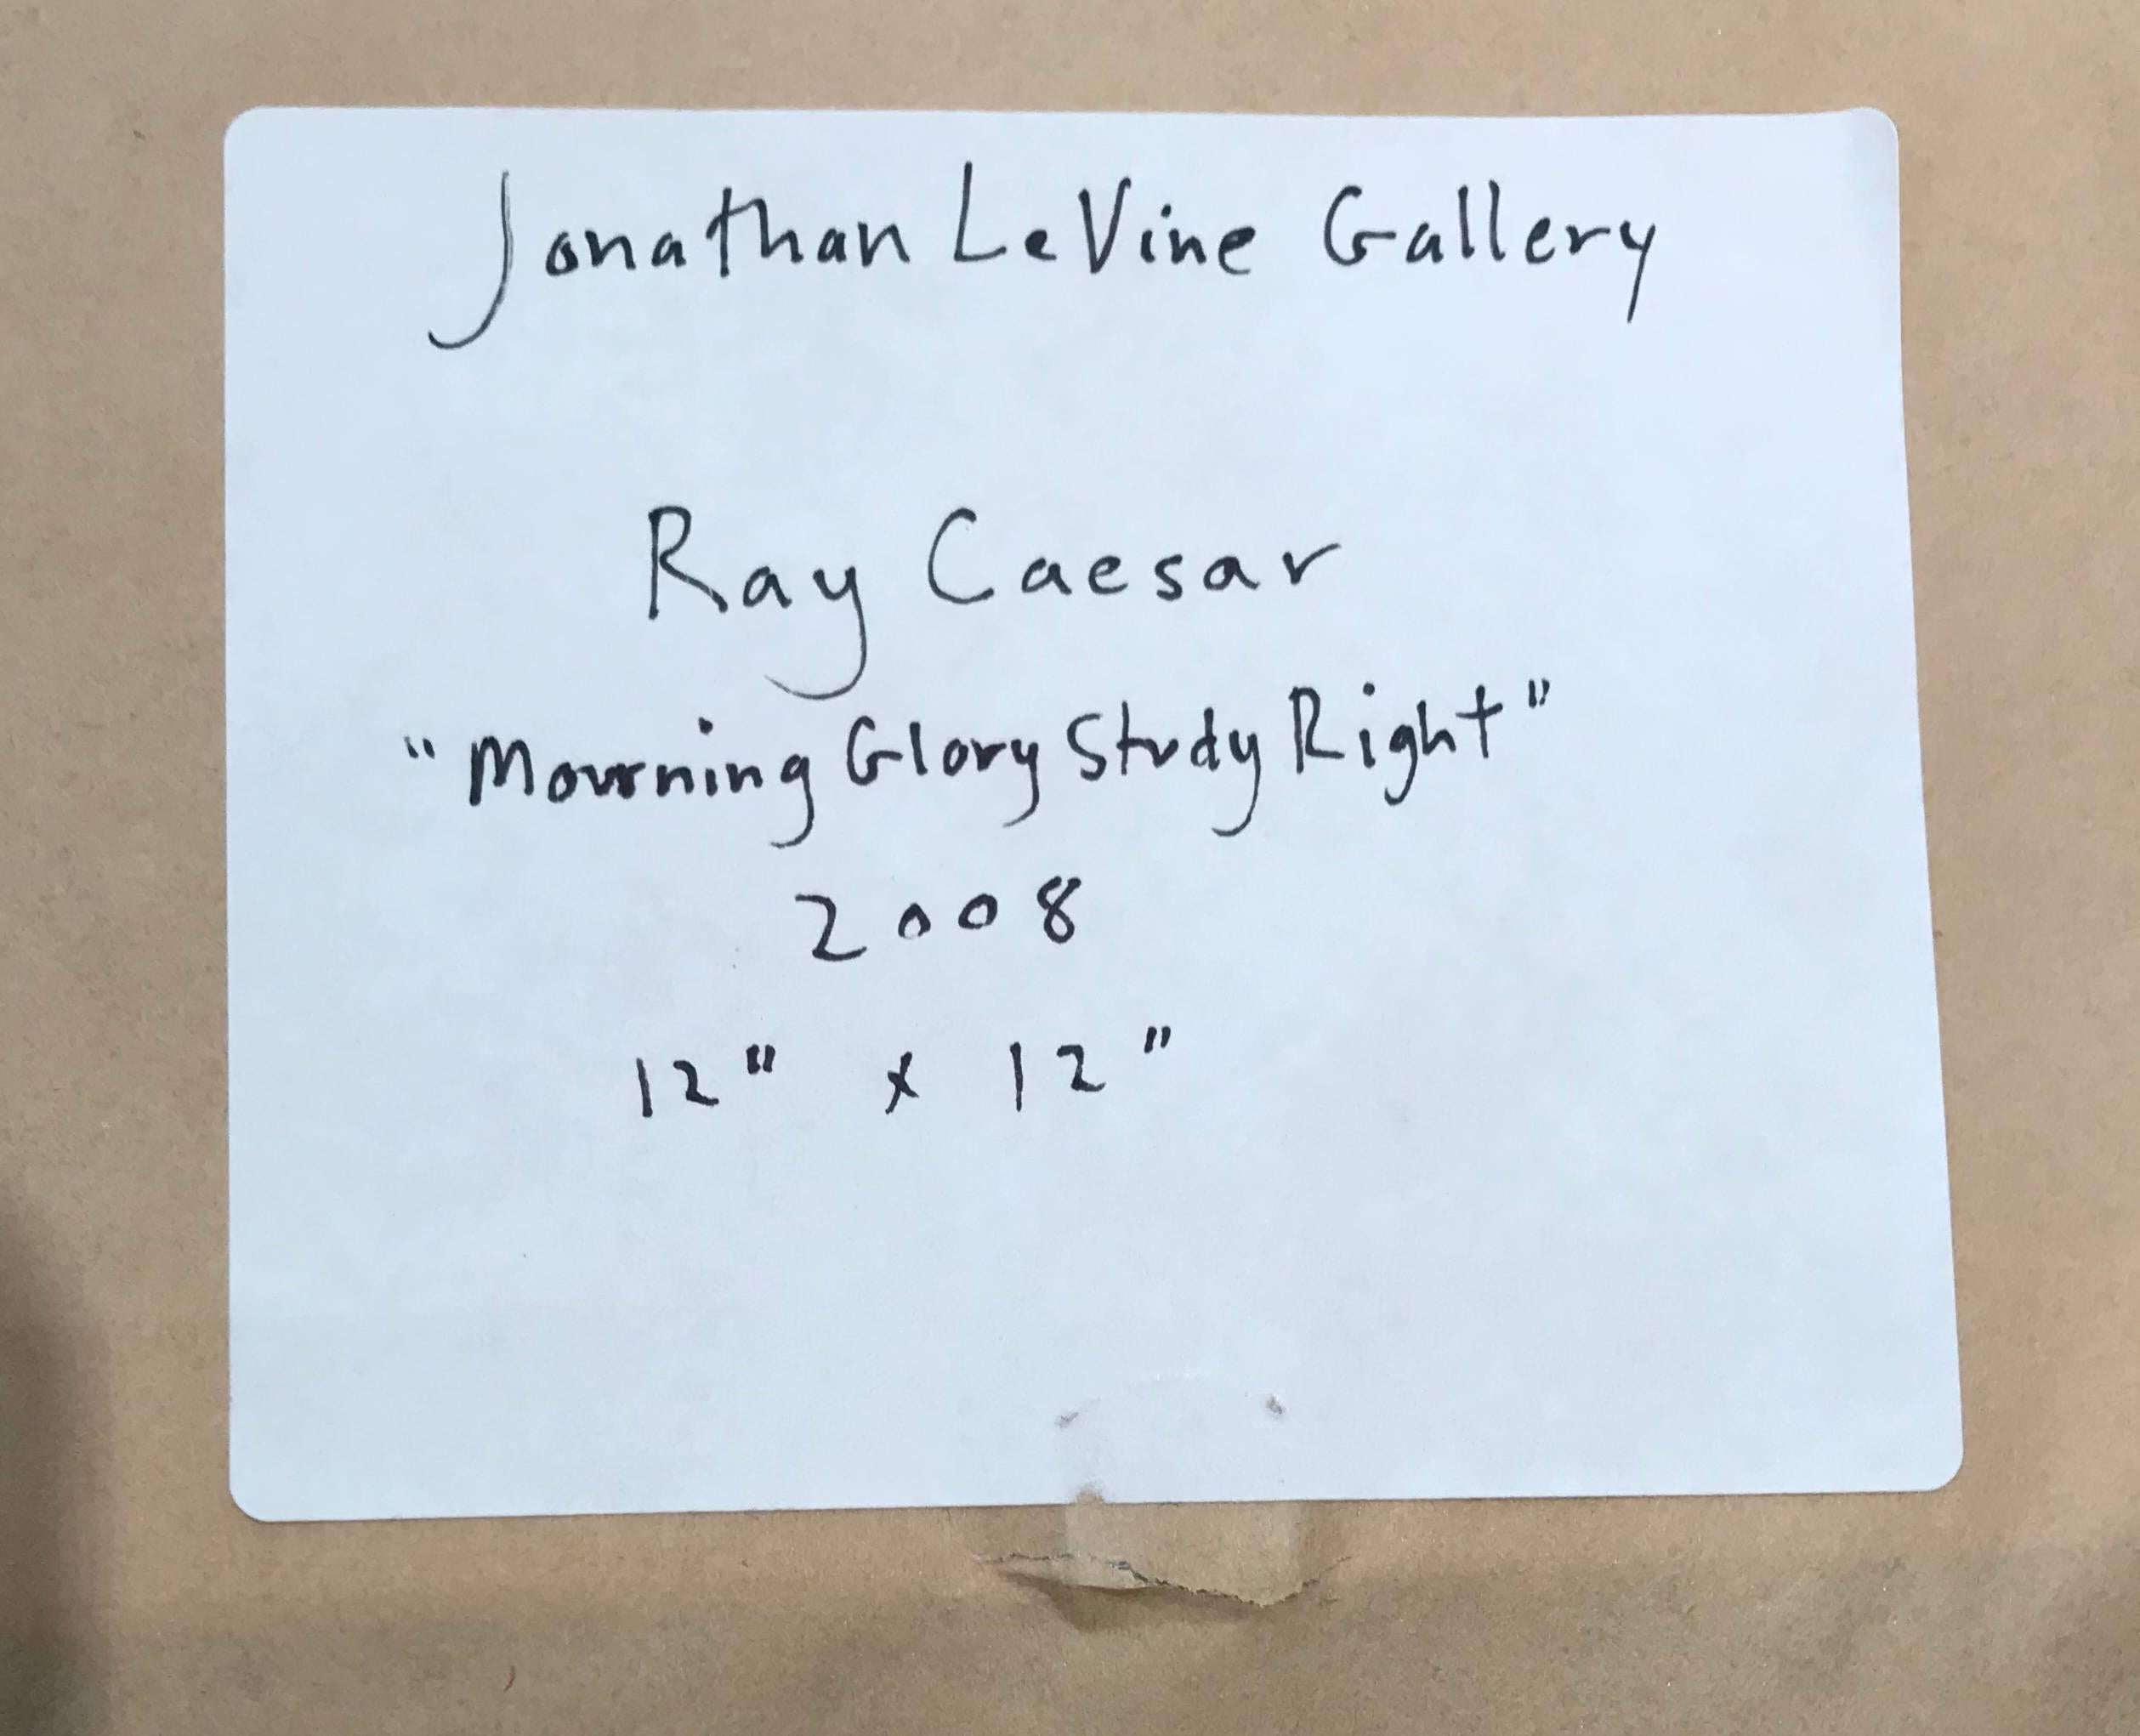 Jonathan LeVine Gallery
Ray Caesar
"Mourning Glory Study Right"
2008
12" x 12"